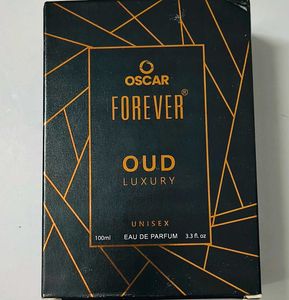 OSCAR
FOREVER®
OUD
LUXURY
UNISEX
100ml EAU DE PARFUM 3.3 fl. oz